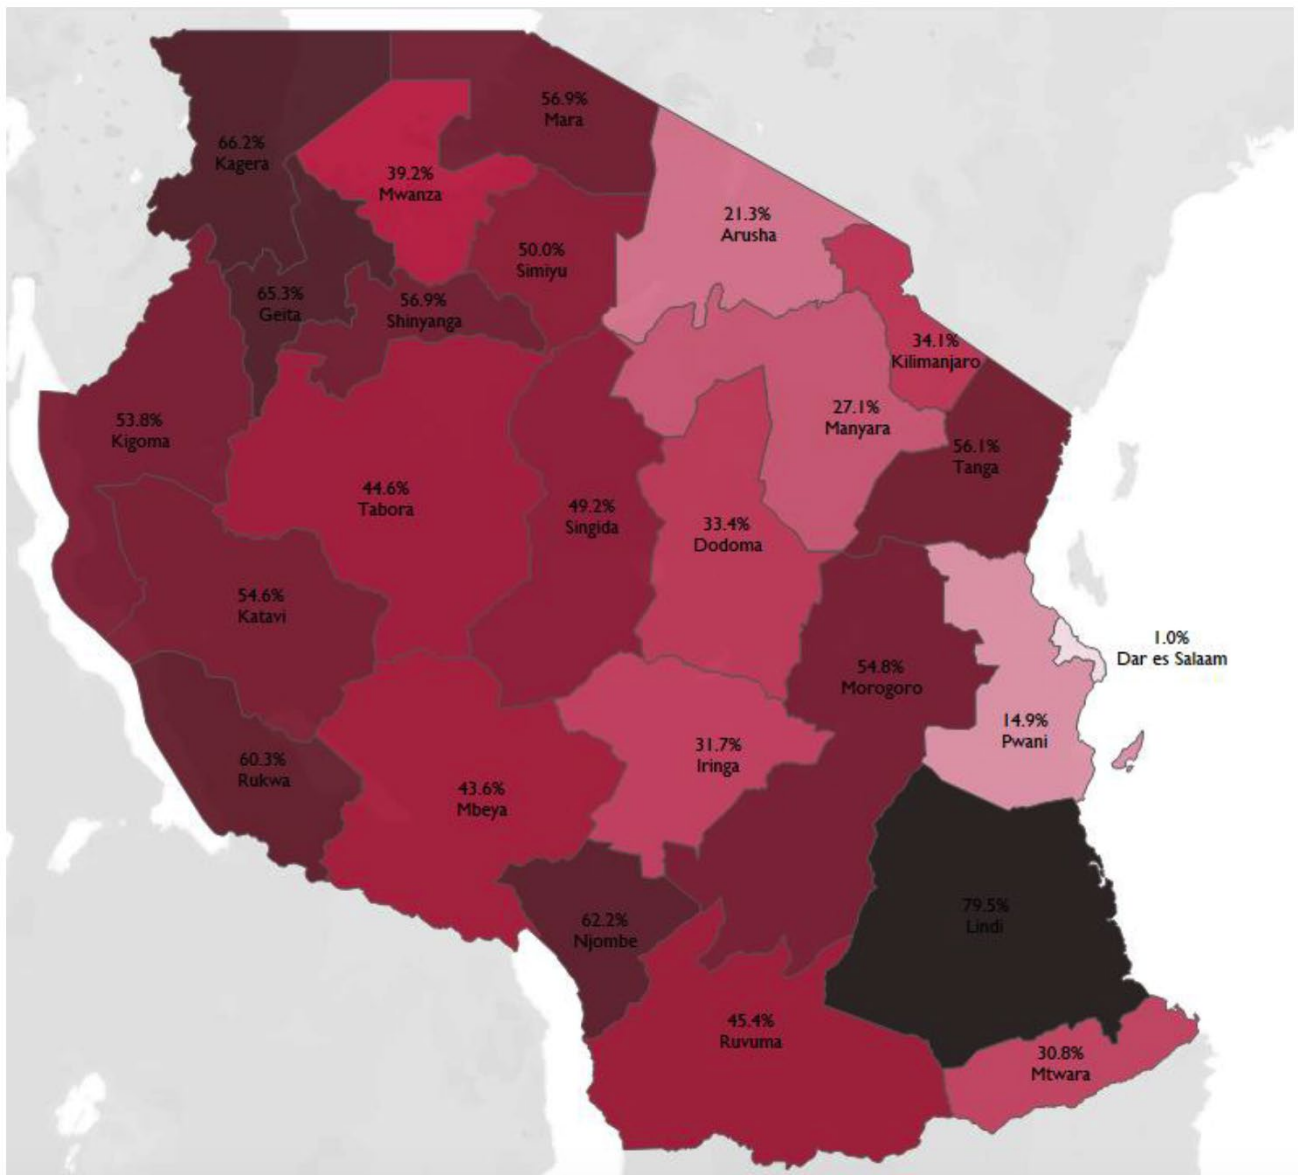 56.9%
Mara
66.2%
Kagera
39.2%
Mwanza
21.3%
Arusha
50.0%
Simiyu
65.3%
Geita
56.9%
Shinyanga
34.1%
Kilimanjaro
53.8%
Kigoma
27.1%
Manyara
56.1%
Tanga
44.6%
Tabora
49.2%
Singida
33.4%
Dodoma
54.6%
Katavi
1.0%
Dar es Salaam
54.8%
Morogoro
14.9%
Pwani
31.7%
Iringa
60.3%
Rukwa
43.6%
Mbeya
79.5%
Lindi
62.2%
Njombe
45.4%
Ruvuma
30.8%
Mtwara